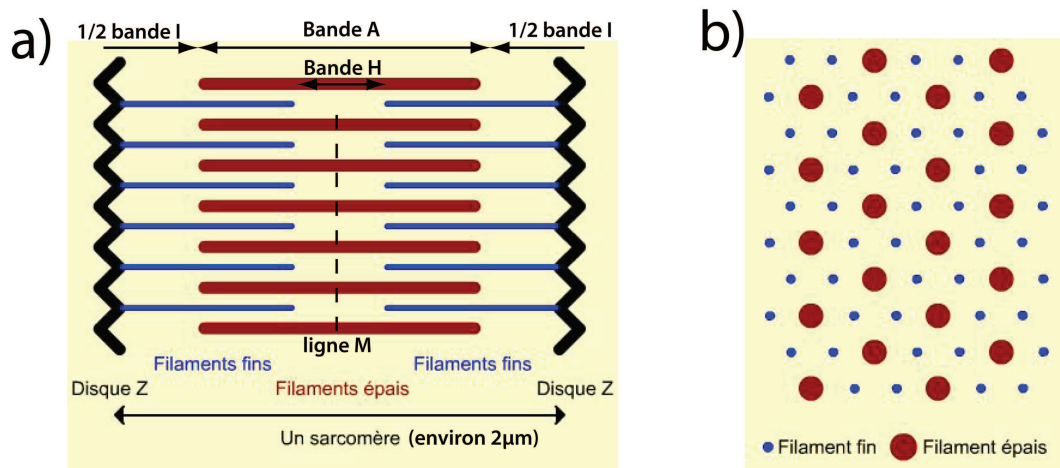 a)
1/2 bande I
Bande A
1/2 bande I
Bande H
ligne M
Filaments fins
Filaments fins
Disque Z
Filaments épais
Disque Z
Un sarcomère (environ 2µm)
b)
Filament fin
Filament épais